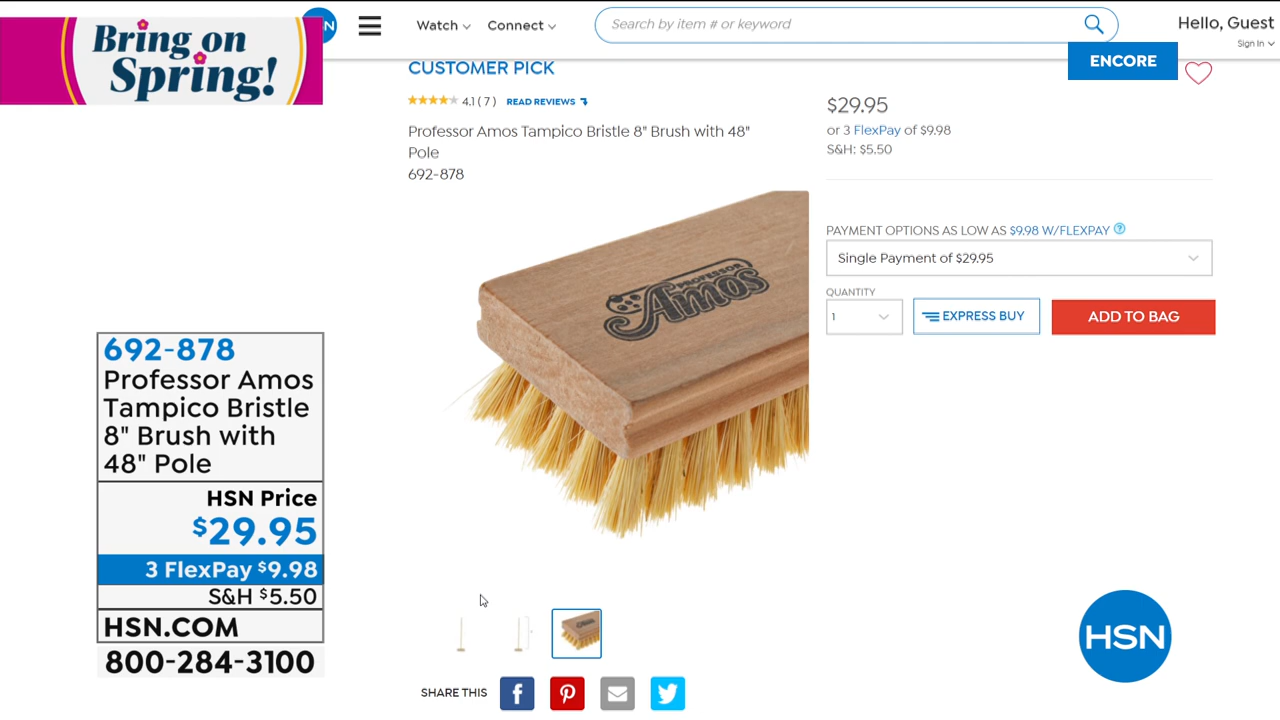 Bring on
Spring!
N
Watch
Connect
Search by item # or keyword
Hello, Guest
Sign In
ENCORE
CUSTOMER PICK
4.1 ( 7 ) READ REVIEWS
Professor Amos Tampico Bristle 8" Brush with 48"
Pole
692-878
$29.95
or 3 FlexPay of $9.98
S&H: $5.50
PAYMENT OPTIONS AS LOW AS $9.98 W/FLEXPAY ?
Single Payment of $29.95
QUANTITY
1
EXPRESS BUY
ADD TO BAG
PROFESSOR
Amos
692-878
Professor Amos
Tampico Bristle
8" Brush with
48" Pole
HSN Price
$29.95
3 FlexPay $9.98
S&H $5.50
HSN.COM
800-284-3100
SHARE THIS
HSN